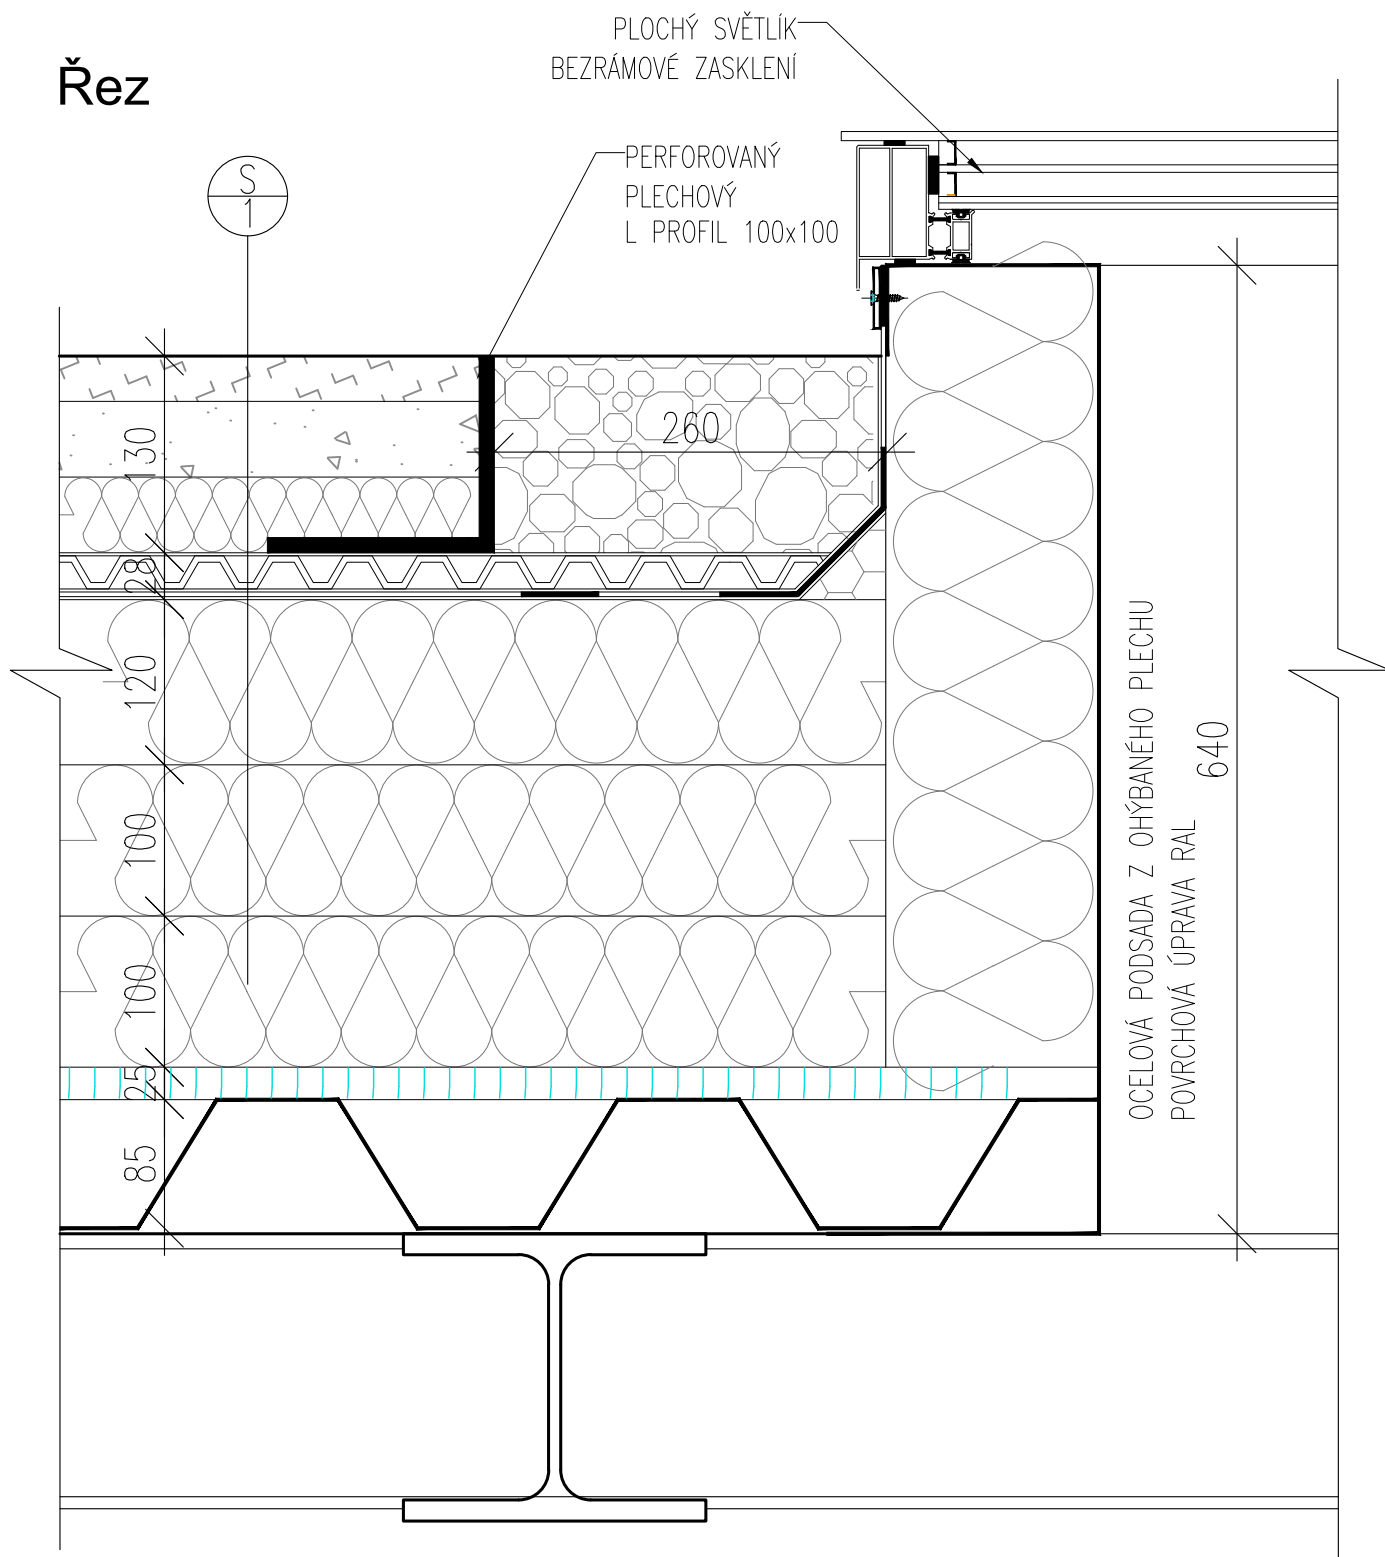 PLOCHÝ SVĚTLÍK
BEZRÁMOVÉ ZASKLENÍ
Řez
PERFOROVANÝ
PLECHOVÝ
L PROFIL 100x100
S
1
260
130
28
120
100
100
25
85
640
OCELOVÁ PODSADA Z OHÝBANÉHO PLECHU
POVRCHOVÁ ÚPRAVA RAL